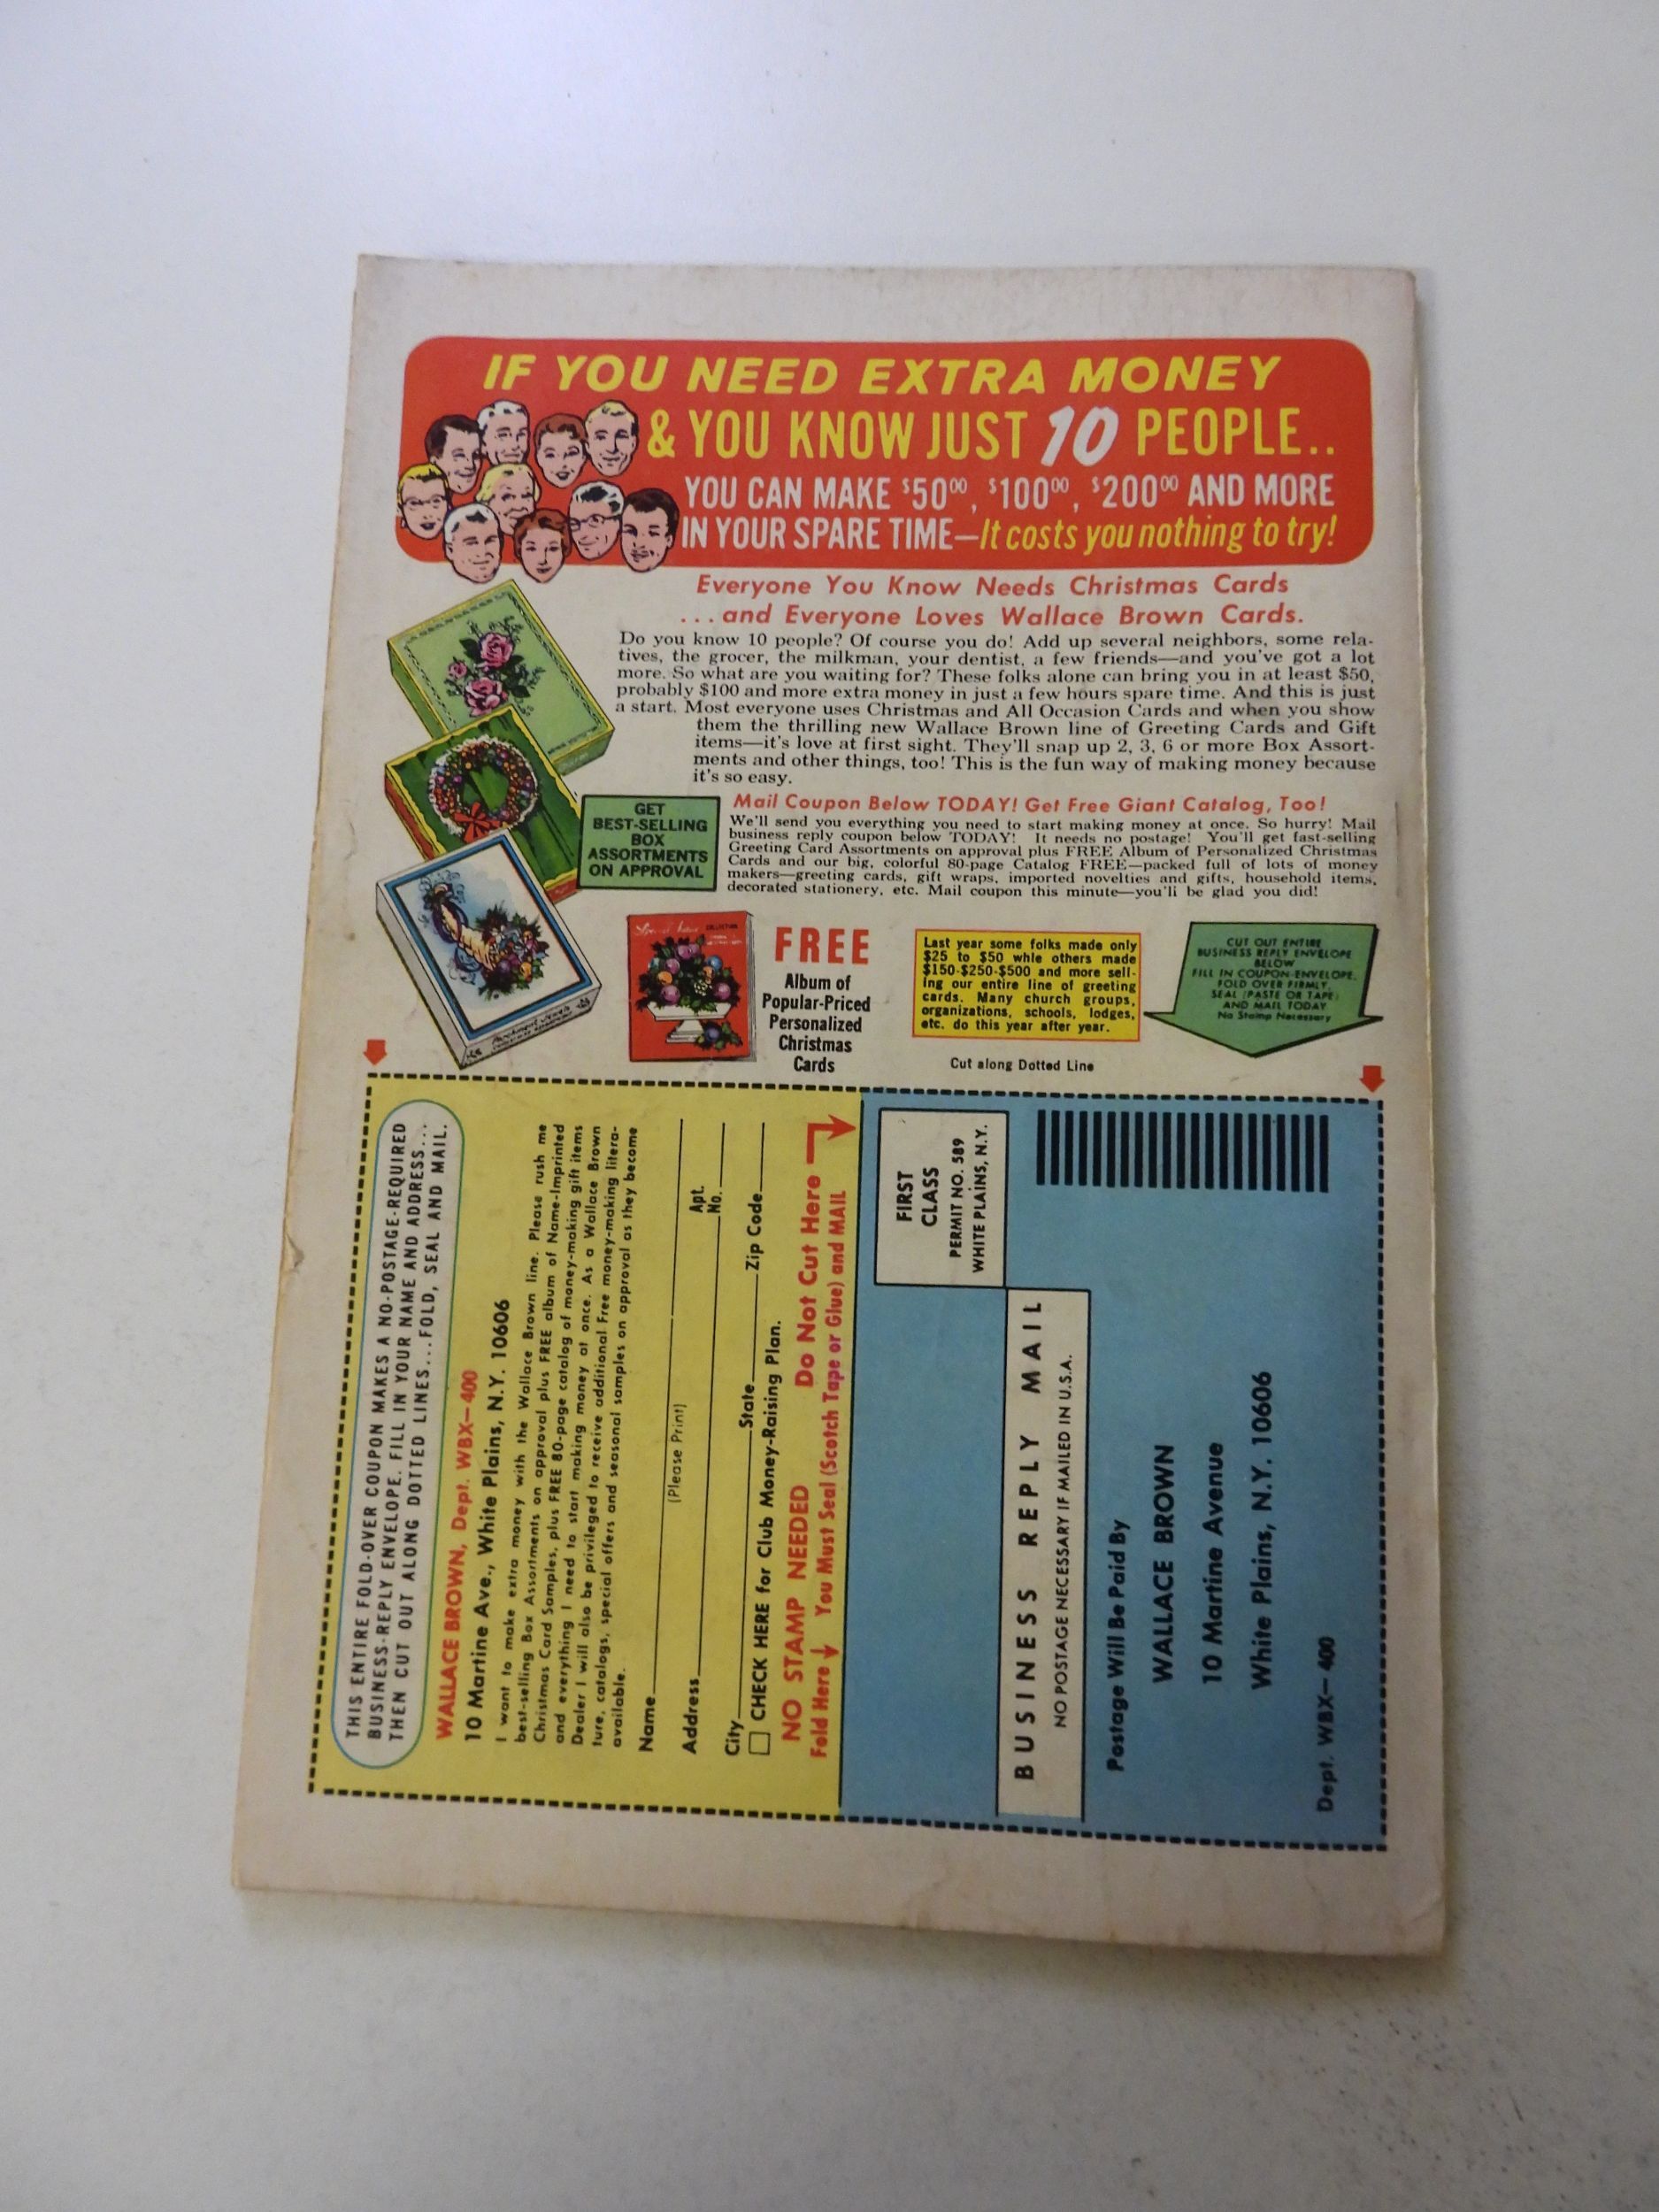 IF YOU NEED EXTRA MONEY
& YOU KNOW JUST 10 PEOPLE..
YOU CAN MAKE $50⁰⁰, $100⁰⁰, $200⁰⁰ AND MORE
IN YOUR SPARE TIME—It costs you nothing to try!
Everyone You Know Needs Christmas Cards
...and Everyone Loves Wallace Brown Cards.
Do you know 10 people? Of course you do! Add up several neighbors, some rela-
tives, the grocer, the milkman, your dentist, a few friends—and you've got a lot
more. So what are you waiting for? These folks alone can bring you in at least $50,
probably $100 and more extra money in just a few hours spare time. And this is just
a start. Most everyone uses Christmas and All Occasion Cards and when you show
them the thrilling new Wallace Brown line of Greeting Cards and Gift
items—it's love at first sight. They'll snap up 2, 3, 6 or more Box Assort-
ments and other things, too! This is the fun way of making money because
it's so easy.
GET
BEST-SELLING
BOX
ASSORTMENTS
ON APPROVAL
Mail Coupon Below TODAY! Get Free Giant Catalog, Too!
We'll send you everything you need to start making money at once. So hurry! Mail
business reply coupon below TODAY! It needs no postage! You'll get fast-selling
Greeting Card Assortments on approval plus FREE Album of Personalized Christmas
Cards and our big, colorful 80-page Catalog FREE—packed full of lots of money
makers—greeting cards, gift wraps, imported novelties and gifts, household items,
decorated stationery, etc. Mail coupon this minute—you'll be glad you did!
COLLECTION
FREE
Album of
Popular-Priced
Personalized
Christmas
Cards
Last year some folks made only
$25 to $50 whle others made
$150-$250-$500 and more sell-
ing our entire line of greeting
cards. Many church groups,
organizations, schools, lodges,
etc. do this year after year.
CUT OUT ENTIRE
BUSINESS REPLY ENVELOPE
BELOW
FILL IN COUPON-ENVELOPE,
FOLD OVER FIRMLY,
SEAL (PASTE OR TAPE)
AND MAIL TODAY
No Stamp Necessary
Cut along Dotted Line
THIS ENTIRE FOLD-OVER COUPON MAKES A NO-POSTAGE-REQUIRED
BUSINESS-REPLY ENVELOPE. FILL IN YOUR NAME AND ADDRESS...
THEN CUT OUT ALONG DOTTED LINES...FOLD, SEAL AND MAIL.
WALLACE BROWN, Dept. WBX—400
10 Martine Ave., White Plains, N.Y. 10606
I want to make extra money with the Wallace Brown line. Please rush me
best-selling Box Assortments on approval plus FREE album of Name-Imprinted
Christmas Card Samples, plus FREE 80-page catalog of money-making gift items
and everything I need to start making money at once. As a Wallace Brown
Dealer I will also be privileged to receive additional Free money-making litera-
ture, catalogs, special offers and seasonal samples on approval as they become
available.
Name
(Please Print)
Address Apt. No.
City State Zip Code
CHECK HERE for Club Money-Raising Plan.
NO STAMP NEEDED Do Not Cut Here
Fold Here You Must Seal (Scotch Tape or Glue) and MAIL
FIRST
CLASS
PERMIT NO. 589
WHITE PLAINS, N.Y.
BUSINESS REPLY MAIL
NO POSTAGE NECESSARY IF MAILED IN U.S.A.
Postage Will Be Paid By
WALLACE BROWN
10 Martine Avenue
White Plains, N.Y. 10606
Dept. WBX—400